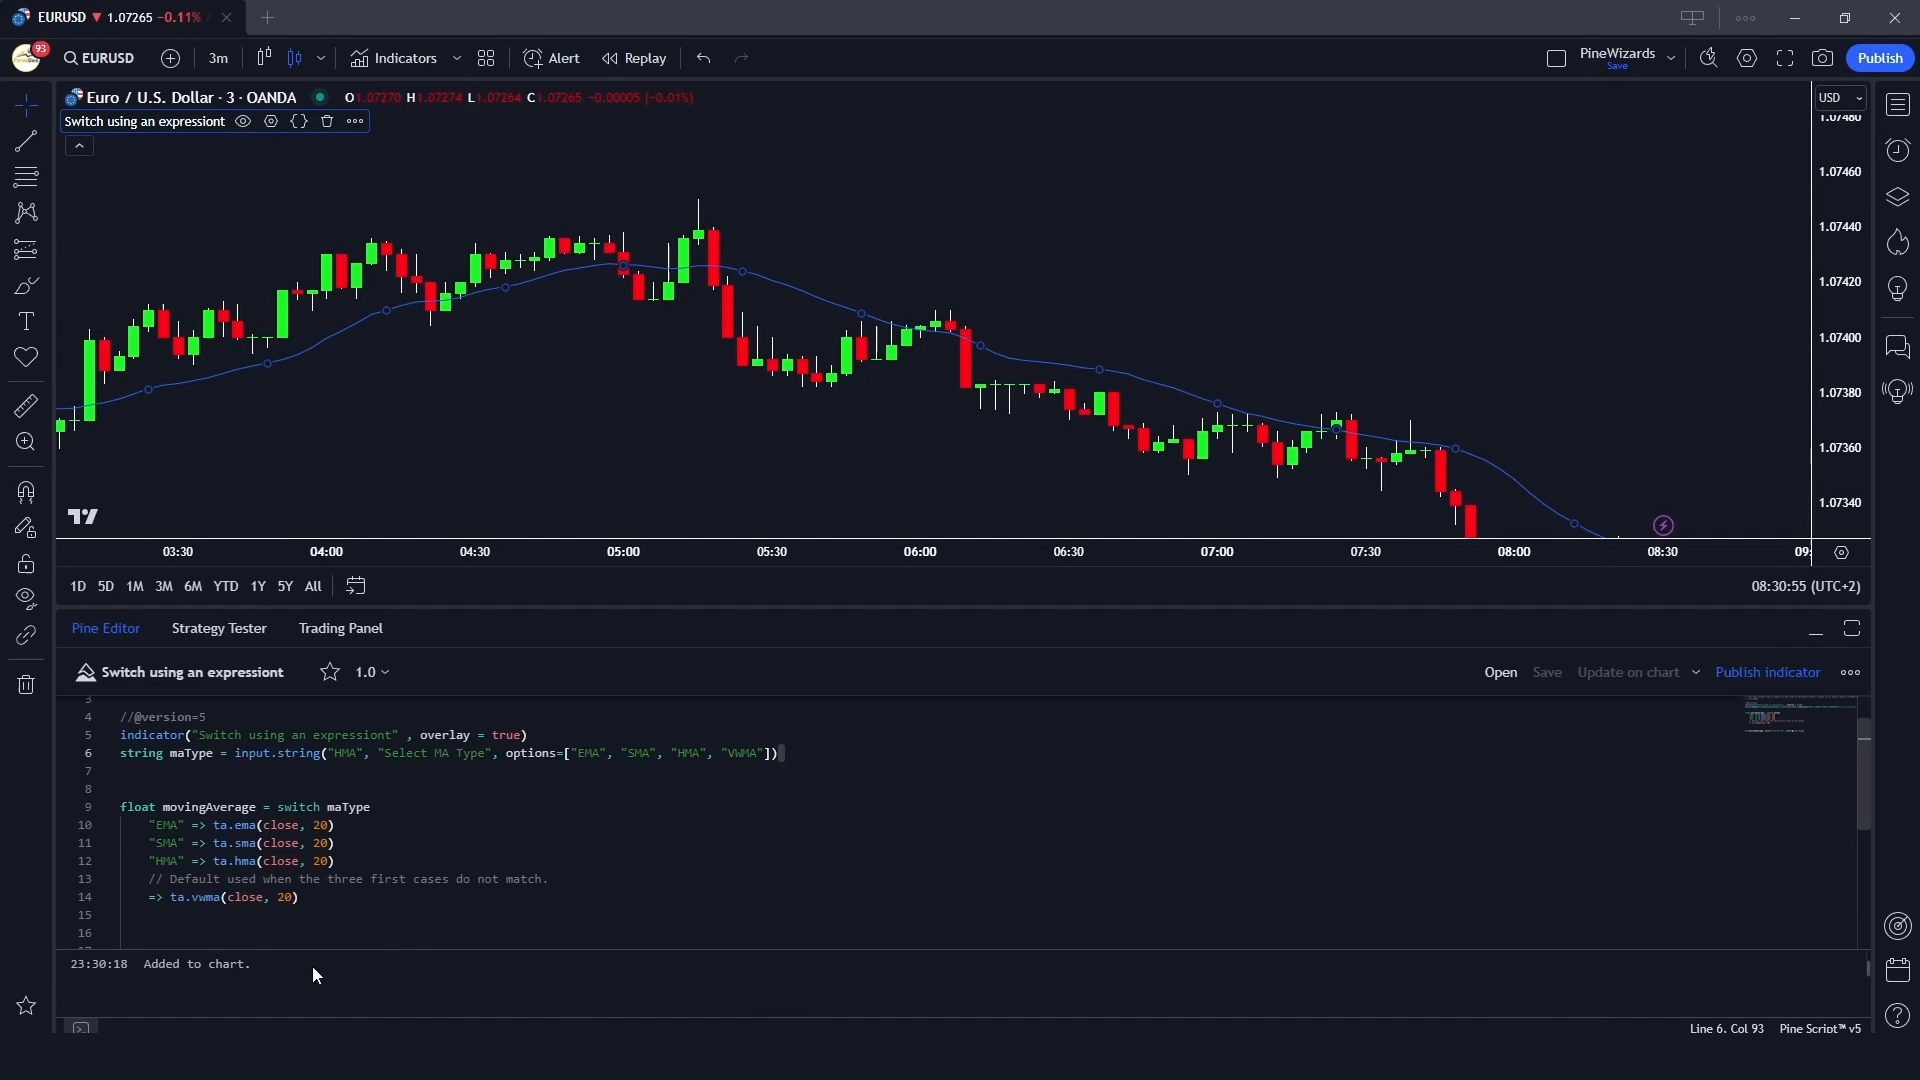 EURUSD ▼ 1.07265 −0.11% /
93
EURUSD 3m Indicators Alert Replay PineWizards Save Publish
Euro / U.S. Dollar · 3 · OANDA O1.07270 H1.07274 L1.07264 C1.07265 −0.00005 (−0.01%)
USD
1.07480
Switch using an expressiont
1.07460
1.07440
1.07420
1.07400
1.07380
1.07360
1.07340
03:30 04:00 04:30 05:00 05:30 06:00 06:30 07:00 07:30 08:00 08:30 09:
1D 5D 1M 3M 6M YTD 1Y 5Y All 08:30:55 (UTC+2)
Pine Editor Strategy Tester Trading Panel
Switch using an expressiont 1.0 Open Save Update on chart Publish indicator
3
4 //@version=5
5 indicator("Switch using an expressiont" , overlay = true)
6 string maType = input.string("HMA", "Select MA Type", options=["EMA", "SMA", "HMA", "VWMA"])
7
8
9 float movingAverage = switch maType
10 "EMA" => ta.ema(close, 20)
11 "SMA" => ta.sma(close, 20)
12 "HMA" => ta.hma(close, 20)
13 // Default used when the three first cases do not match.
14 => ta.vwma(close, 20)
15
16
17
23:30:18 Added to chart.
Line 6, Col 93 Pine Script™ v5